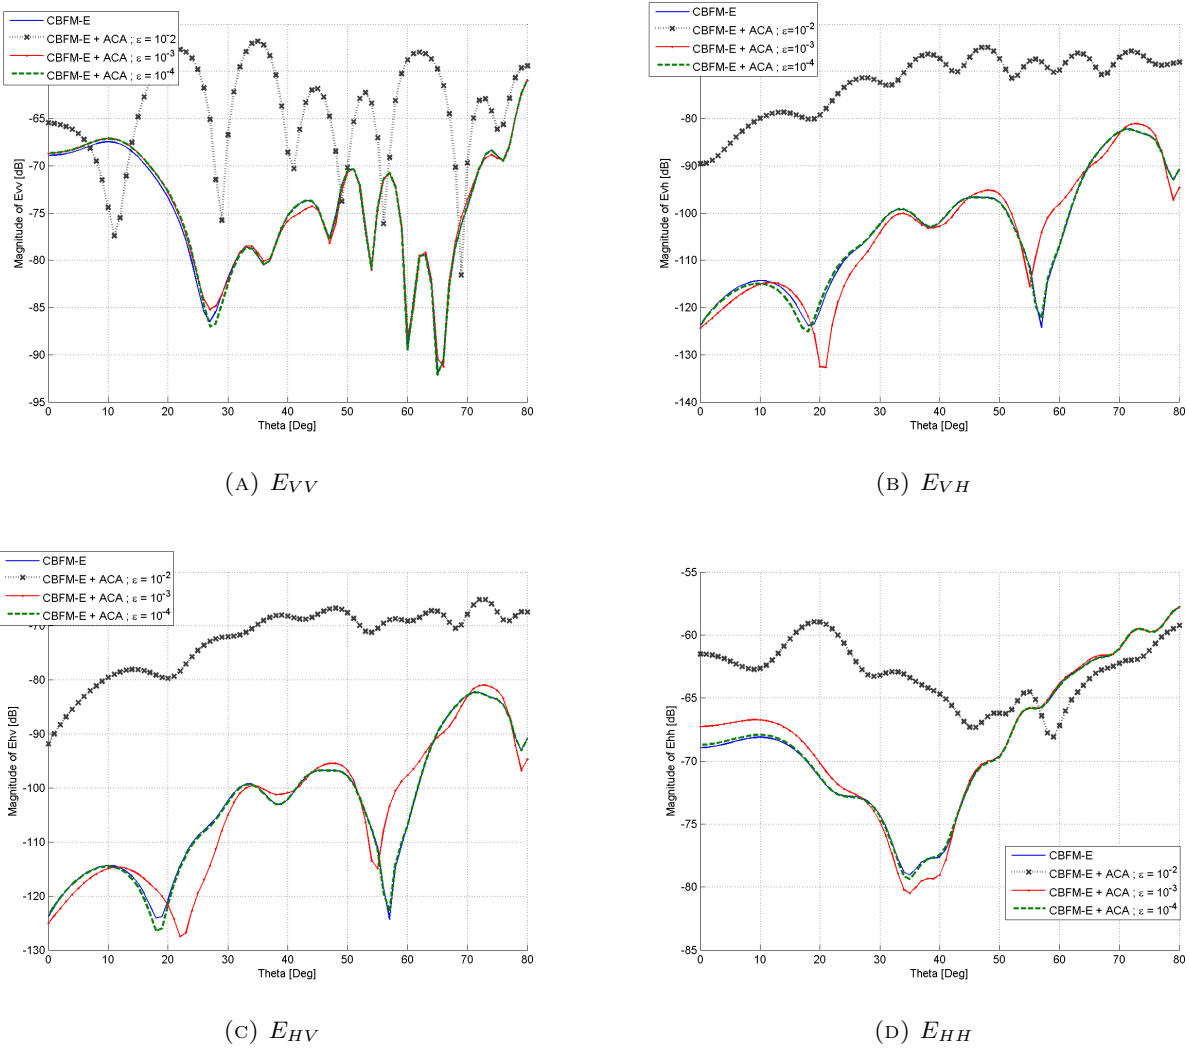 CBFM-E
CBFM-E + ACA ; ε = 10^-2
CBFM-E + ACA ; ε = 10^-3
CBFM-E + ACA ; ε = 10^-4
-65
-70
-75
-80
-85
-90
-95
0 10 20 30 40 50 60 70 80
Theta [Deg]
Magnitude of Evv [dB]
(A) E_VV
CBFM-E
CBFM-E + ACA ; ε=10^-2
CBFM-E + ACA ; ε=10^-3
CBFM-E + ACA ; ε=10^-4
-80
-90
-100
-110
-120
-130
-140
0 10 20 30 40 50 60 70 80
Theta [Deg]
Magnitude of Evh [dB]
(B) E_VH
CBFM-E
CBFM-E + ACA ; ε = 10^-2
CBFM-E + ACA ; ε = 10^-3
CBFM-E + ACA ; ε = 10^-4
-70
-80
-90
-100
-110
-120
-130
0 10 20 30 40 50 60 70 80
Theta [Deg]
Magnitude of Ehv [dB]
(C) E_HV
-55
-60
-65
-70
-75
-80
-85
0 10 20 30 40 50 60 70 80
Theta [Deg]
Magnitude of Ehh [dB]
CBFM-E
CBFM-E + ACA ; ε = 10^-2
CBFM-E + ACA ; ε = 10^-3
CBFM-E + ACA ; ε = 10^-4
(D) E_HH